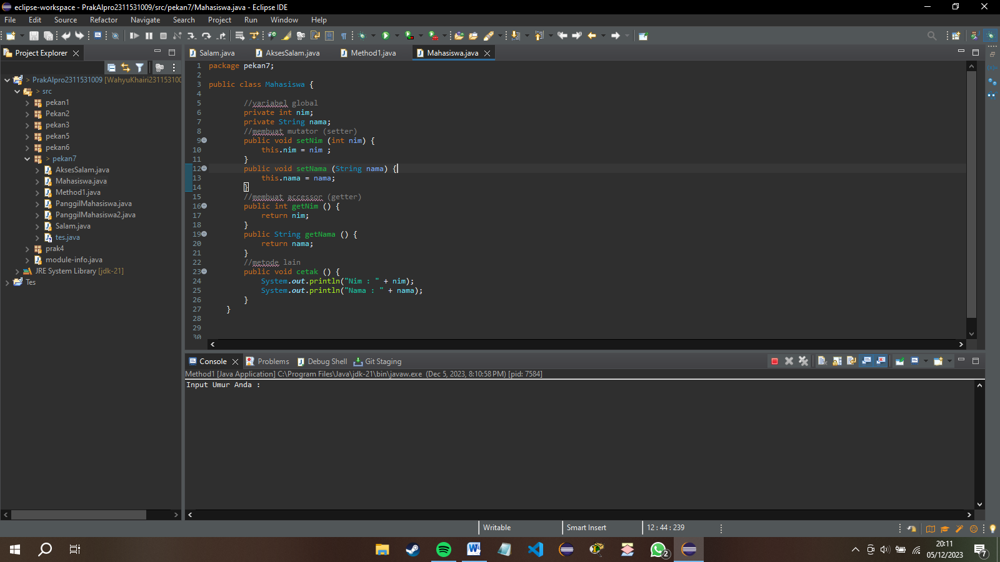 eclipse-workspace - PrakAlpro2311531009/src/pekan7/Mahasiswa.java - Eclipse IDE
File Edit Source Refactor Navigate Search Project Run Window Help
Project Explorer
Salam.java AksesSalam.java Method1.java Mahasiswa.java
> PrakAlpro2311531009 [WahyuKhairi23115310
> src
pekan1
Pekan2
pekan3
pekan5
pekan6
> pekan7
AksesSalam.java
Mahasiswa.java
Method1.java
PanggilMahasiswa.java
PanggilMahasiswa2.java
Salam.java
tes.java
prak4
module-info.java
JRE System Library [jdk-21]
Tes
1 package pekan7;
2
3 public class Mahasiswa {
4
5 //variabel global
6 private int nim;
7 private String nama;
8 //membuat mutator (setter)
9 public void setNim (int nim) {
10 this.nim = nim ;
11 }
12 public void setNama (String nama) {
13 this.nama = nama;
14 }
15 //membuat accessor (getter)
16 public int getNim () {
17 return nim;
18 }
19 public String getNama () {
20 return nama;
21 }
22 //metode lain
23 public void cetak () {
24 System.out.println("Nim : " + nim);
25 System.out.println("Nama : " + nama);
26 }
27 }
28
29
30
Console Problems Debug Shell Git Staging
Method1 [Java Application] C:\Program Files\Java\jdk-21\bin\javaw.exe (Dec 5, 2023, 8:10:58 PM) [pid: 7584]
Input Umur Anda :
Writable Smart Insert 12 : 44 : 239
2
20:11
05/12/2023
7